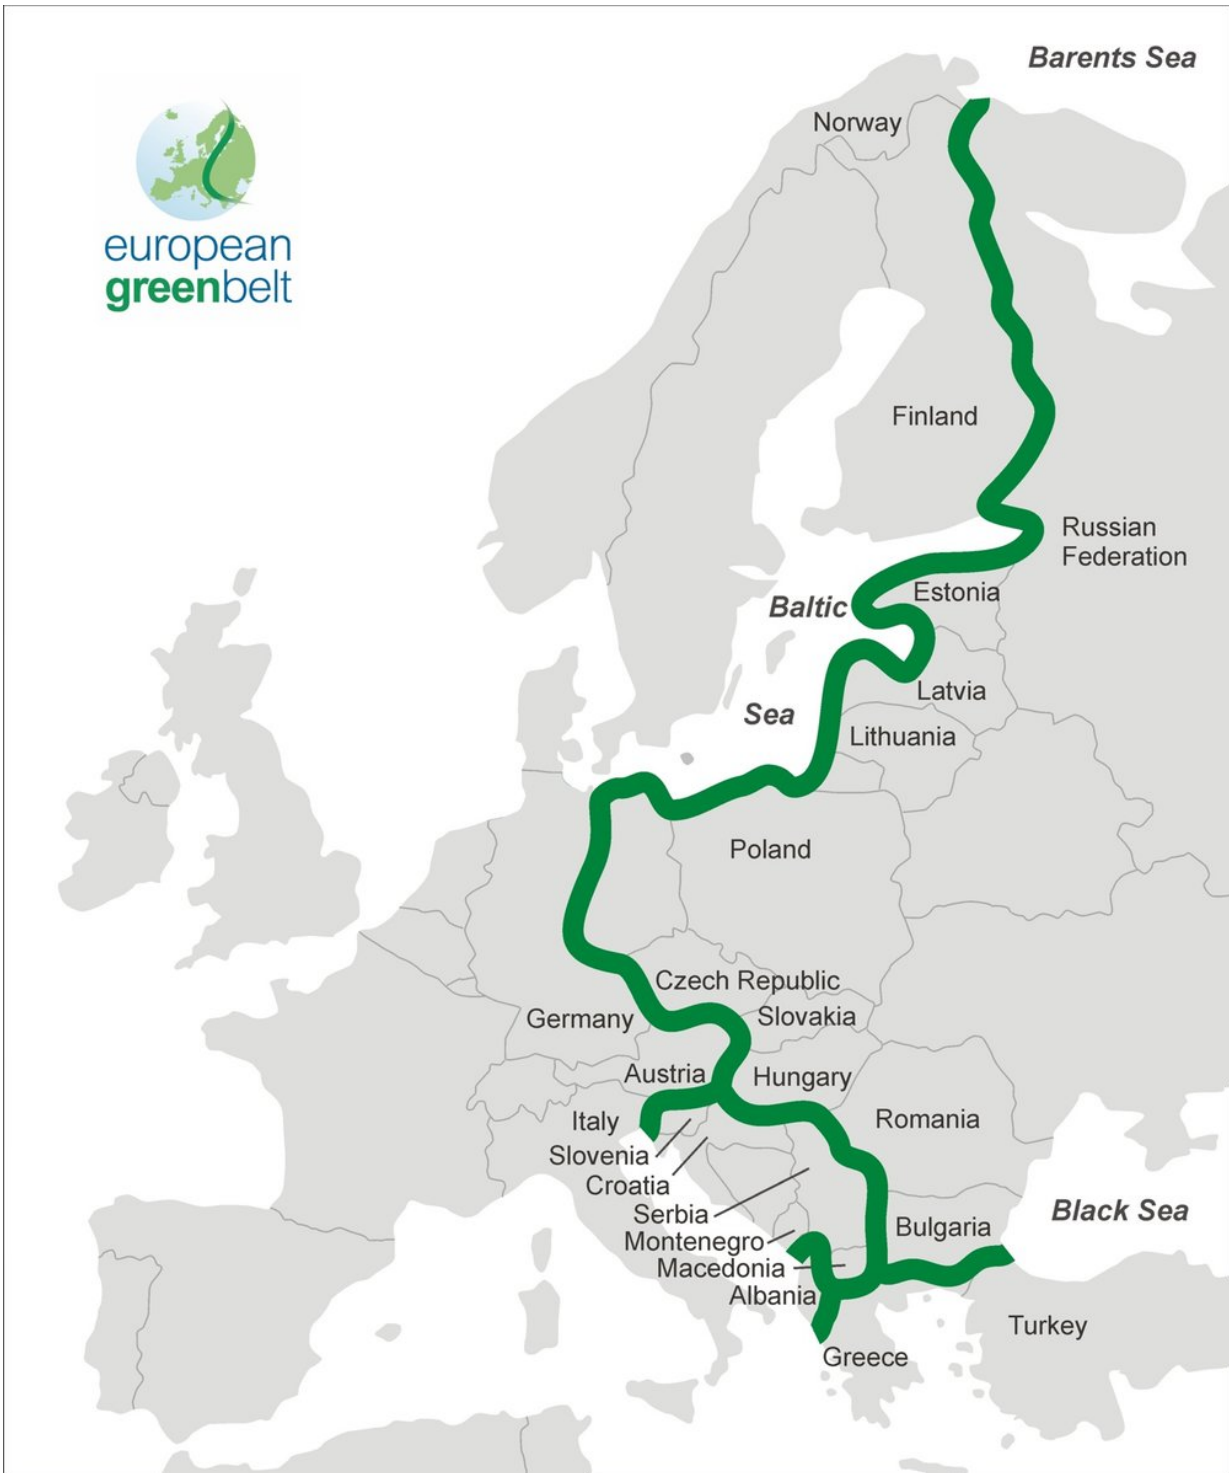 Barents Sea
Norway
european
greenbelt
Finland
Russian
Federation
Estonia
Baltic
Latvia
Sea
Lithuania
Poland
Czech Republic
Slovakia
Germany
Austria
Hungary
Italy
Romania
Slovenia
Croatia
Serbia
Black Sea
Bulgaria
Montenegro
Macedonia
Albania
Turkey
Greece